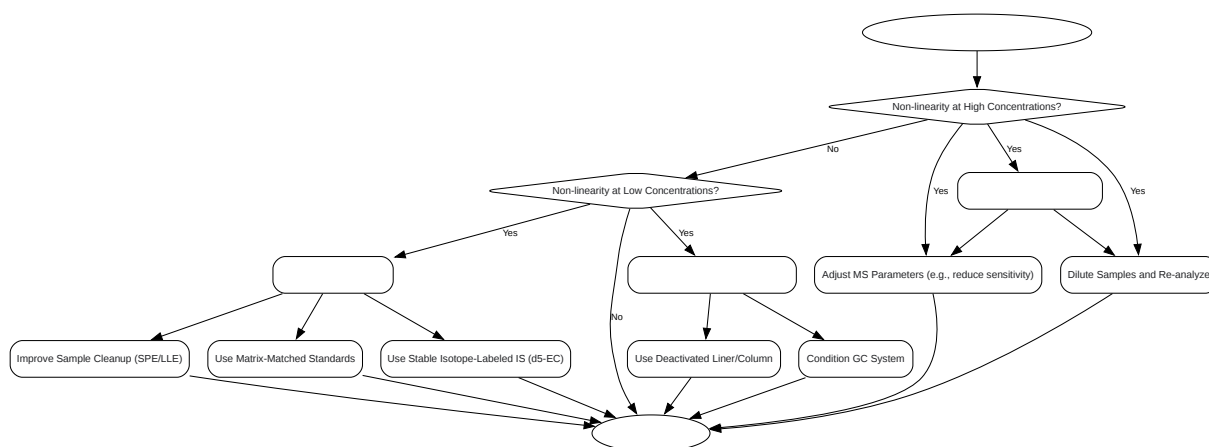 Non-linearity at High Concentrations?
No
Yes
Yes
Yes
Non-linearity at Low Concentrations?
Yes
Yes
Adjust MS Parameters (e.g., reduce sensitivity)
Dilute Samples and Re-analyze
No
Improve Sample Cleanup (SPE/LLE)
Use Matrix-Matched Standards
Use Stable Isotope-Labeled IS (d5-EC)
Use Deactivated Liner/Column
Condition GC System